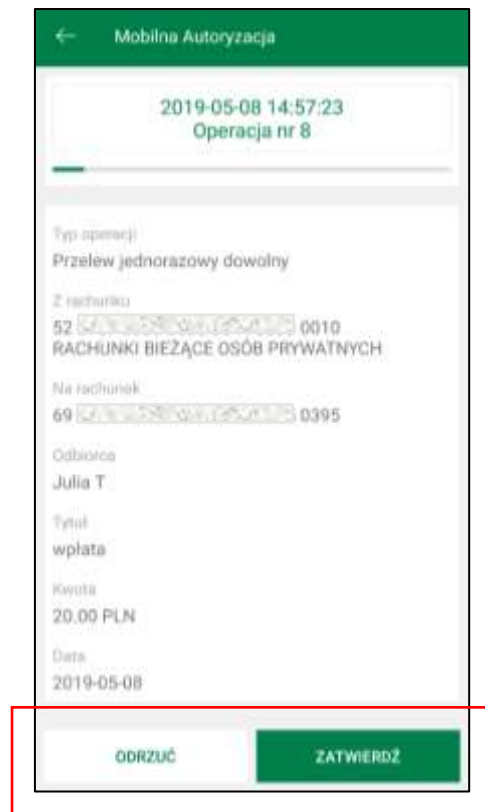 Mobilna Autoryzacja
2019-05-08 14:57:23
Operacja nr 8
Typ operacji
Przelew jednorazowy dowolny
Z rachunku
52 0010
RACHUNKI BIEŻĄCE OSÓB PRYWATNYCH
Na rachunek
69 0395
Odbiorca
Julia T
Tytuł
wpłata
Kwota
20.00 PLN
Data
2019-05-08
ODRZUĆ
ZATWIERDŹ